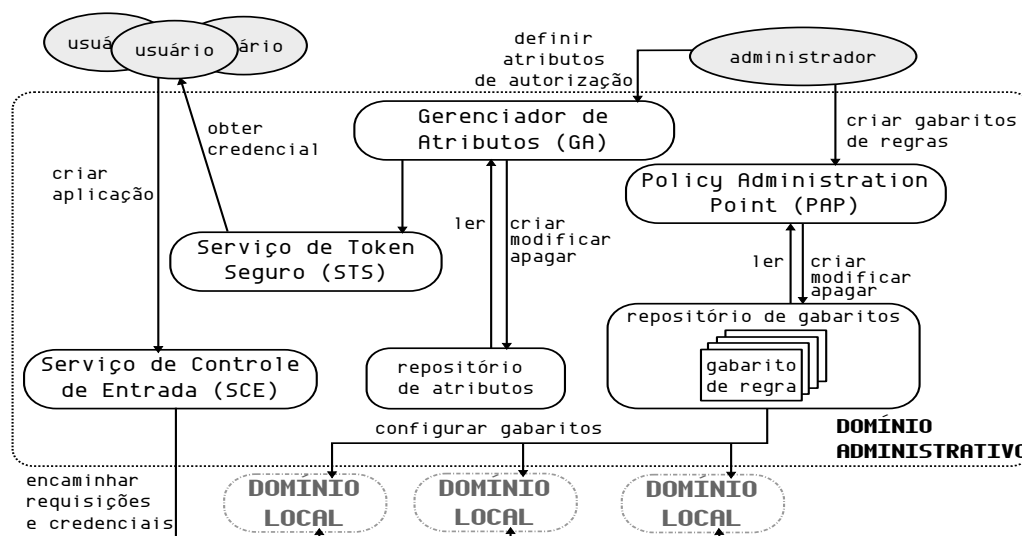 usuá
usuário
ário
definir
atributos
de autorização
administrador
obter
credencial
Gerenciador de
Atributos (GA)
criar gabaritos
de regras
criar
aplicação
Policy Administration
Point (PAP)
ler
criar
modificar
apagar
Serviço de Token
Seguro (STS)
ler
criar
modificar
apagar
repositório de gabaritos
gabarito
de regra
Serviço de Controle
de Entrada (SCE)
repositório
de atributos
configurar gabaritos
DOMÍNIO
ADMINISTRATIVO
encaminhar
requisições
e credenciais
DOMÍNIO
LOCAL
DOMÍNIO
LOCAL
DOMÍNIO
LOCAL